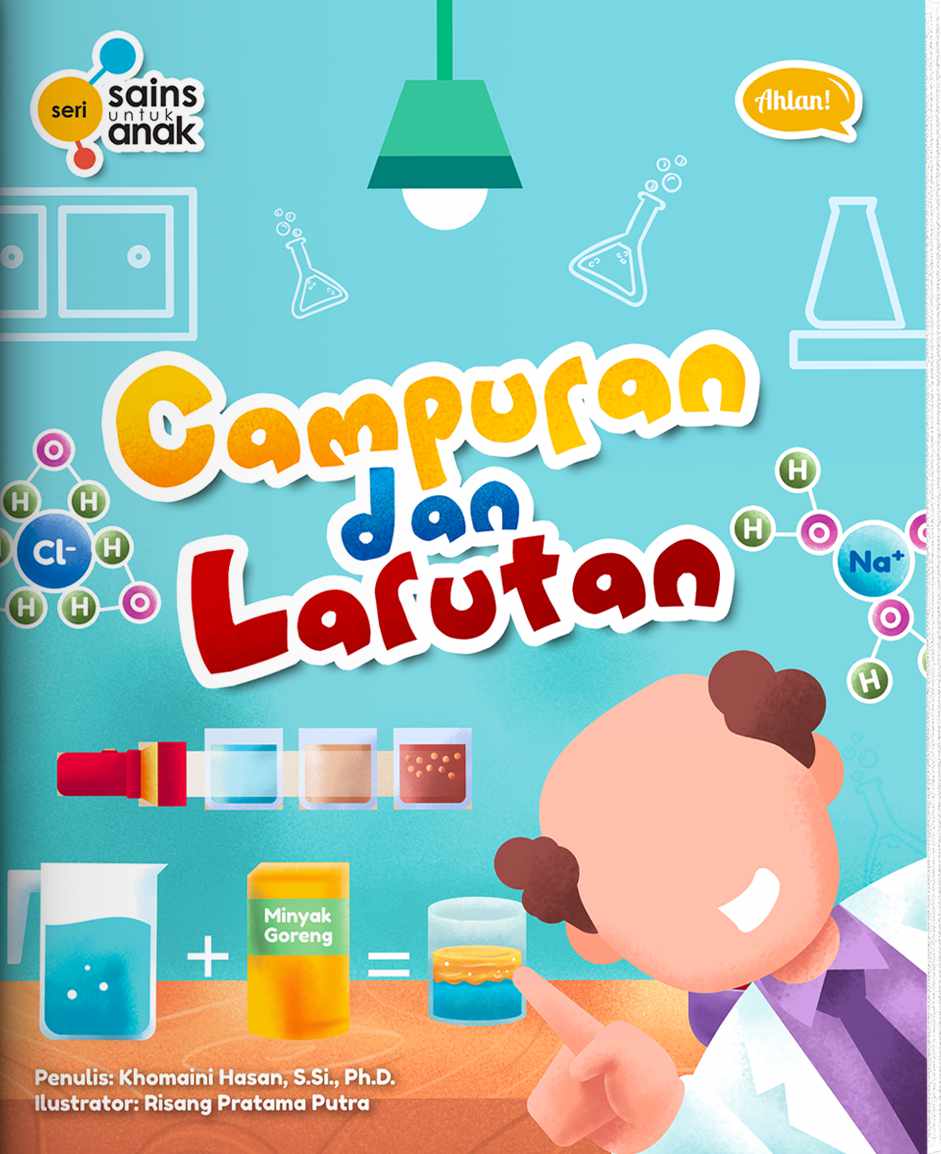 seri
sains
untuk
anak
Ahlan!
Campuran
dan
Larutan
O
H
H
Cl-
H
H
H
O
H
H
O
Na+
O
H
Minyak
Goreng
+
=
Penulis: Khomaini Hasan, S.Si., Ph.D.
Ilustrator: Risang Pratama Putra